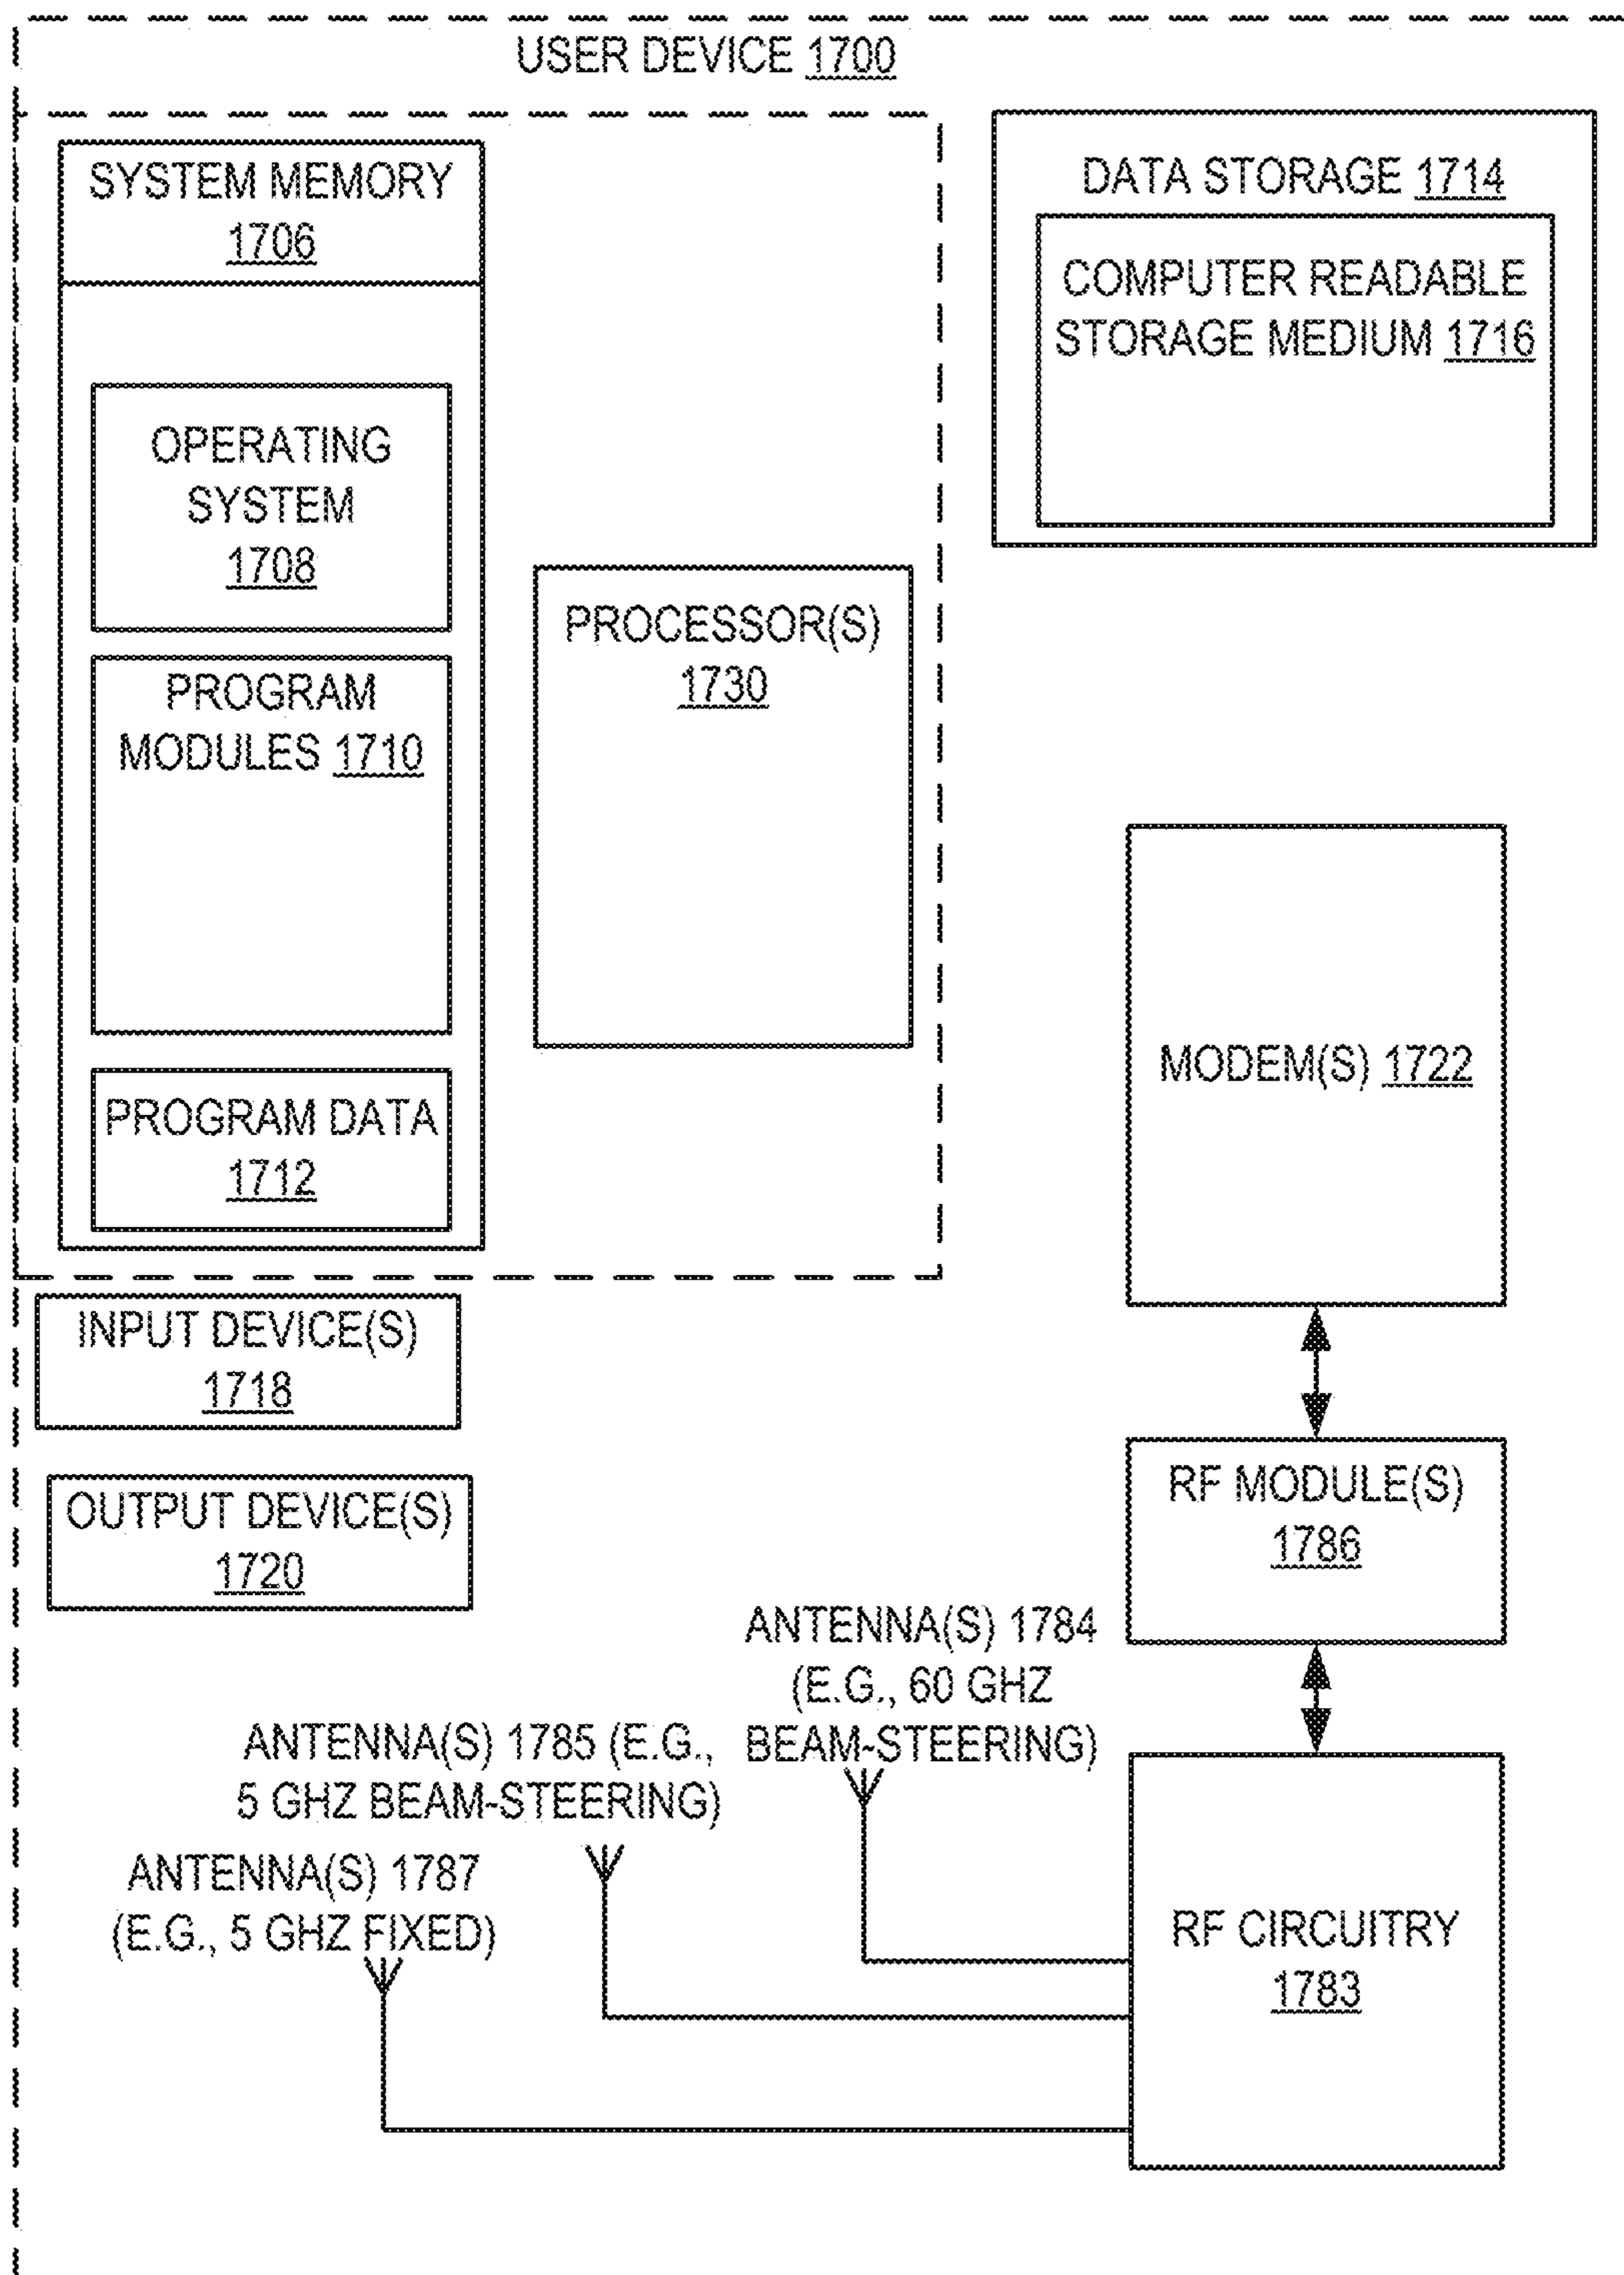 USER DEVICE 1700
SYSTEM MEMORY
1706
OPERATING
SYSTEM
1708
PROGRAM
MODULES 1710
PROGRAM DATA
1712
PROCESSOR(S)
1730
DATA STORAGE 1714
COMPUTER READABLE
STORAGE MEDIUM 1716
MODEM(S) 1722
INPUT DEVICE(S)
1718
OUTPUT DEVICE(S)
1720
RF MODULE(S)
1786
ANTENNA(S) 1784
(E.G., 60 GHZ
BEAM-STEERING)
ANTENNA(S) 1785 (E.G.,
5 GHZ BEAM-STEERING)
ANTENNA(S) 1787
(E.G., 5 GHZ FIXED)
RF CIRCUITRY
1783